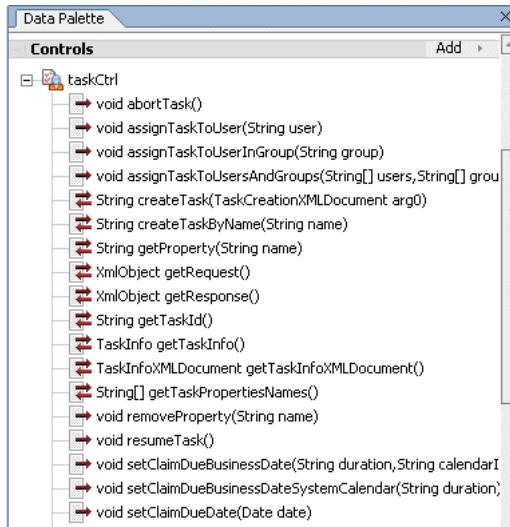 Data Palette
Controls Add
taskCtrl
void abortTask()
void assignTaskToUser(String user)
void assignTaskToUserInGroup(String group)
void assignTaskToUsersAndGroups(String[] users,String[] grou
String createTask(TaskCreationXMLDocument arg0)
String createTaskByName(String name)
String getProperty(String name)
XmlObject getRequest()
XmlObject getResponse()
String getTaskId()
TaskInfo getTaskInfo()
TaskInfoXMLDocument getTaskInfoXMLDocument()
String[] getTaskPropertiesNames()
void removeProperty(String name)
void resumeTask()
void setClaimDueBusinessDate(String duration,String calendarI
void setClaimDueBusinessDateSystemCalendar(String duration)
void setClaimDueDate(Date date)